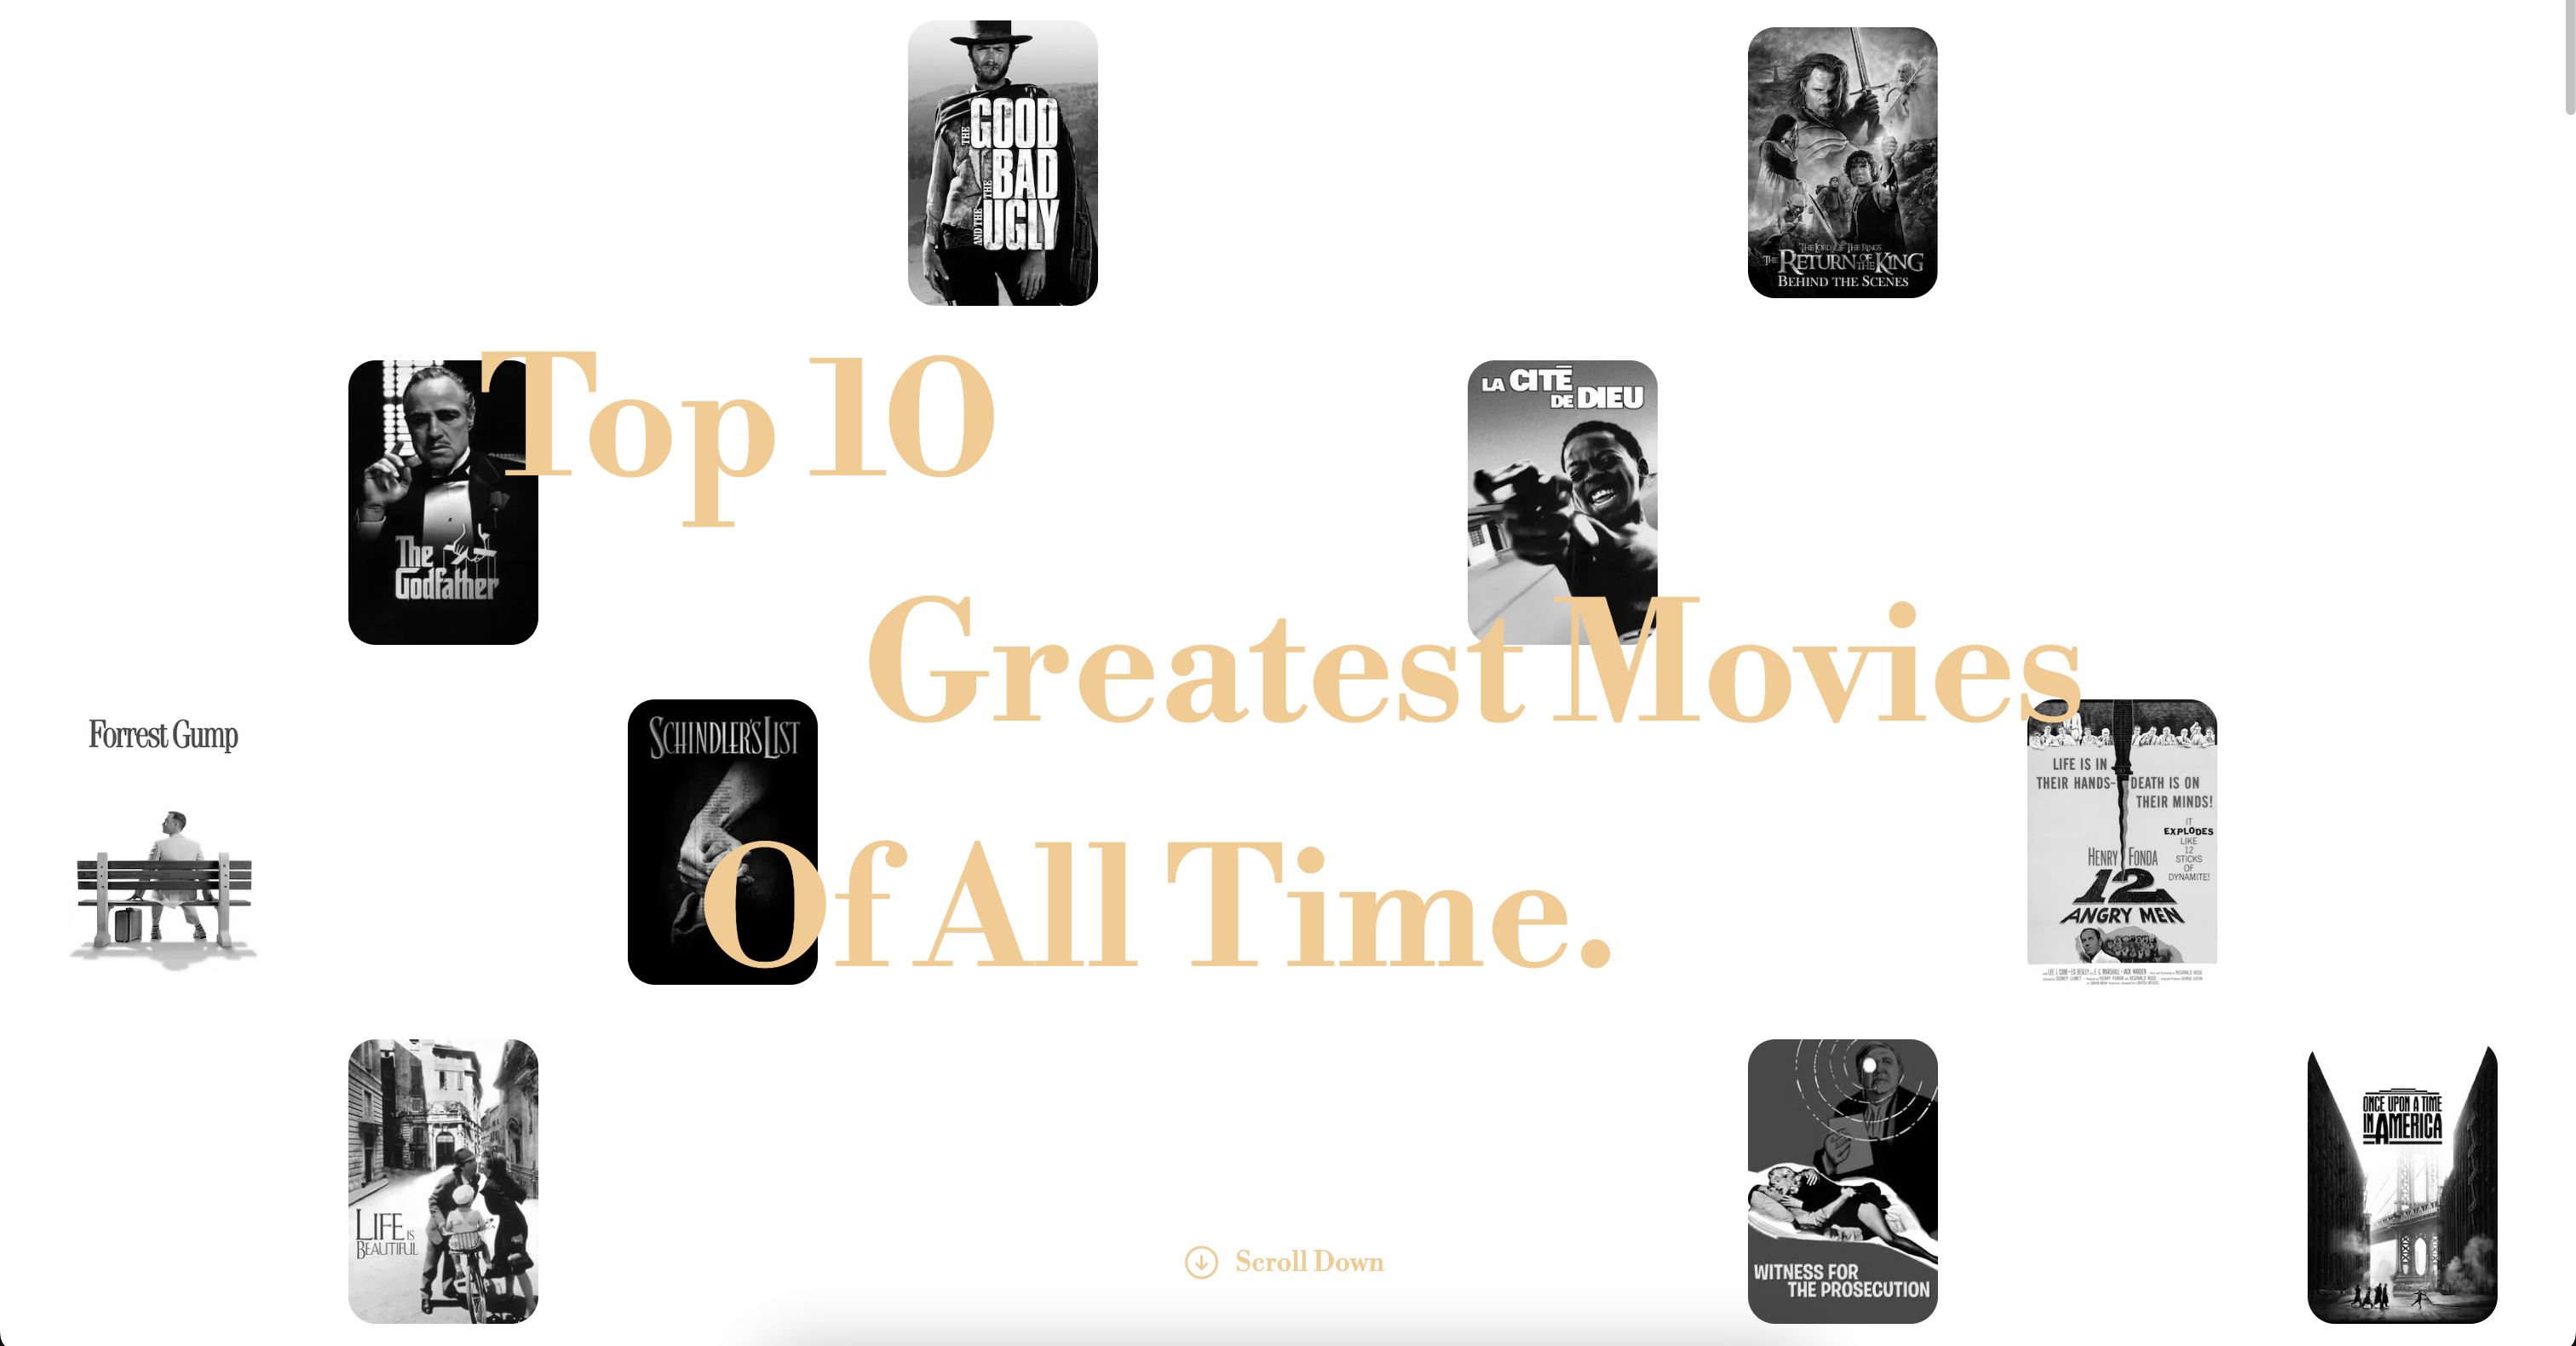 THE GOOD
THE BAD
AND THE UGLY
THE LORD OF THE RINGS
THE RETURN OF THE KING
BEHIND THE SCENES
Top 10
The
Godfather
LA CITÉ
DE DIEU
Greatest Movies
Forrest Gump
SCHINDLER'S LIST
LIFE IS IN
THEIR HANDS-
DEATH IS ON
THEIR MINDS!
IT
EXPLODES
LIKE
12
STICKS
OF
DYNAMITE!
HENRY FONDA
12
ANGRY MEN
Of All Time.
LIFE IS
BEAUTIFUL
Scroll Down
WITNESS FOR
THE PROSECUTION
ONCE UPON A TIME
IN AMERICA